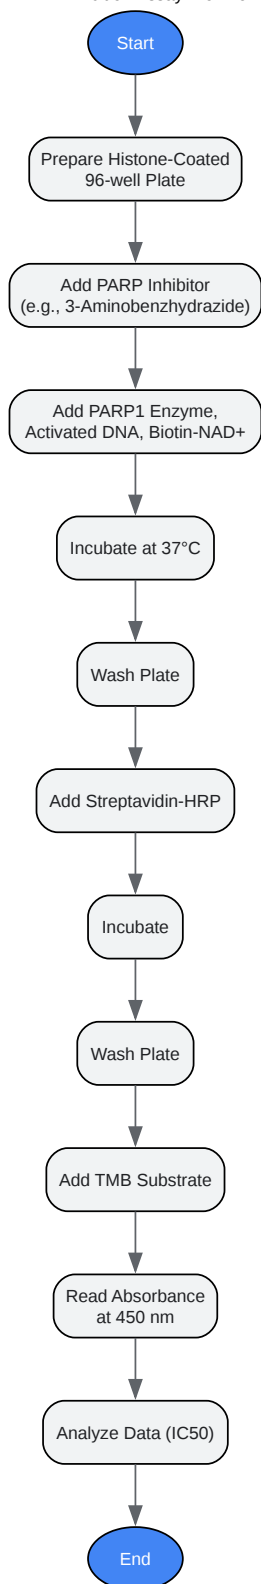 Start
Prepare Histone-Coated
96-well Plate
Add PARP Inhibitor
(e.g., 3-Aminobenzhydrazide)
Add PARP1 Enzyme,
Activated DNA, Biotin-NAD+
Incubate at 37°C
Wash Plate
Add Streptavidin-HRP
Incubate
Wash Plate
Add TMB Substrate
Read Absorbance
at 450 nm
Analyze Data (IC50)
End